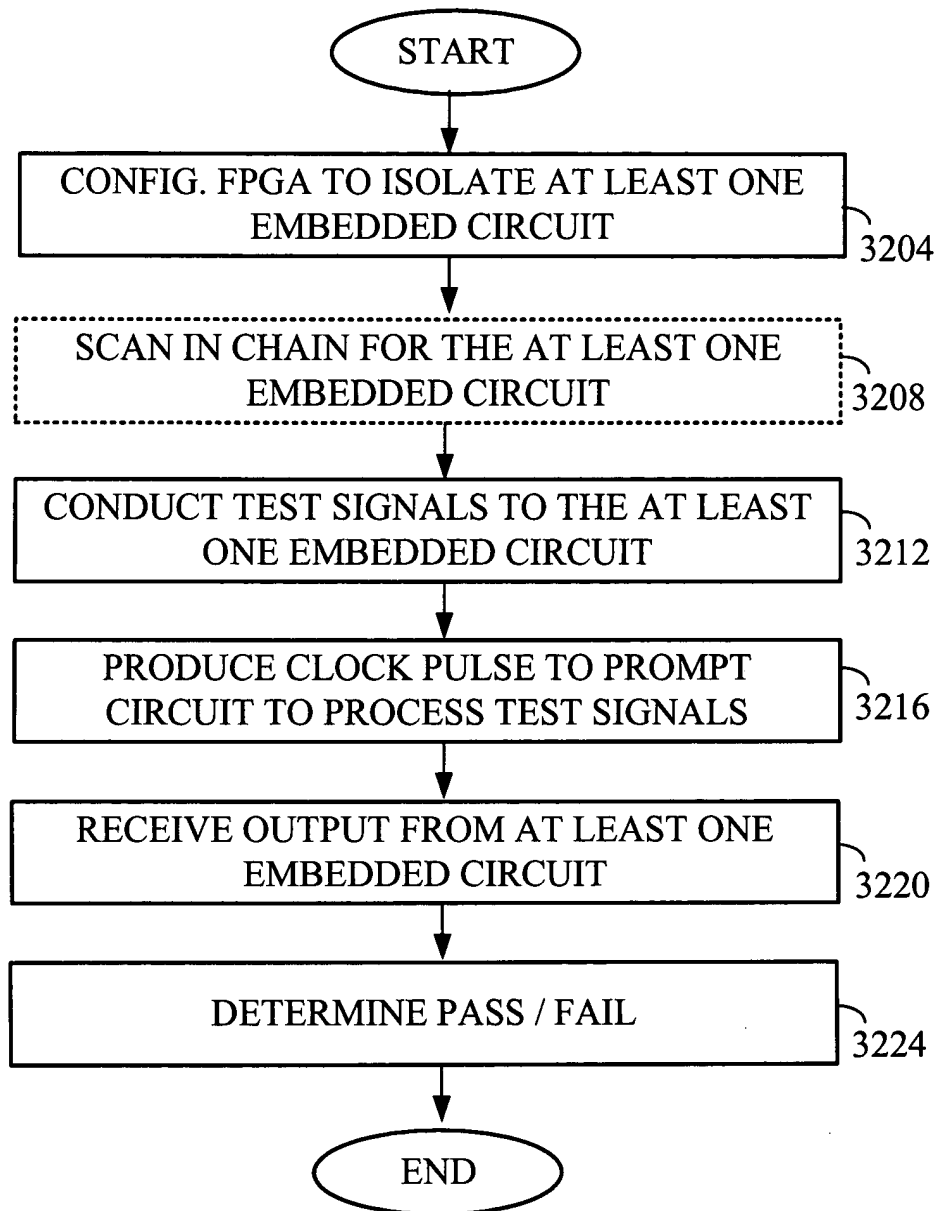 START
CONFIG. FPGA TO ISOLATE AT LEAST ONE
EMBEDDED CIRCUIT
3204
SCAN IN CHAIN FOR THE AT LEAST ONE
EMBEDDED CIRCUIT
3208
CONDUCT TEST SIGNALS TO THE AT LEAST
ONE EMBEDDED CIRCUIT
3212
PRODUCE CLOCK PULSE TO PROMPT
CIRCUIT TO PROCESS TEST SIGNALS
3216
RECEIVE OUTPUT FROM AT LEAST ONE
EMBEDDED CIRCUIT
3220
DETERMINE PASS / FAIL
3224
END